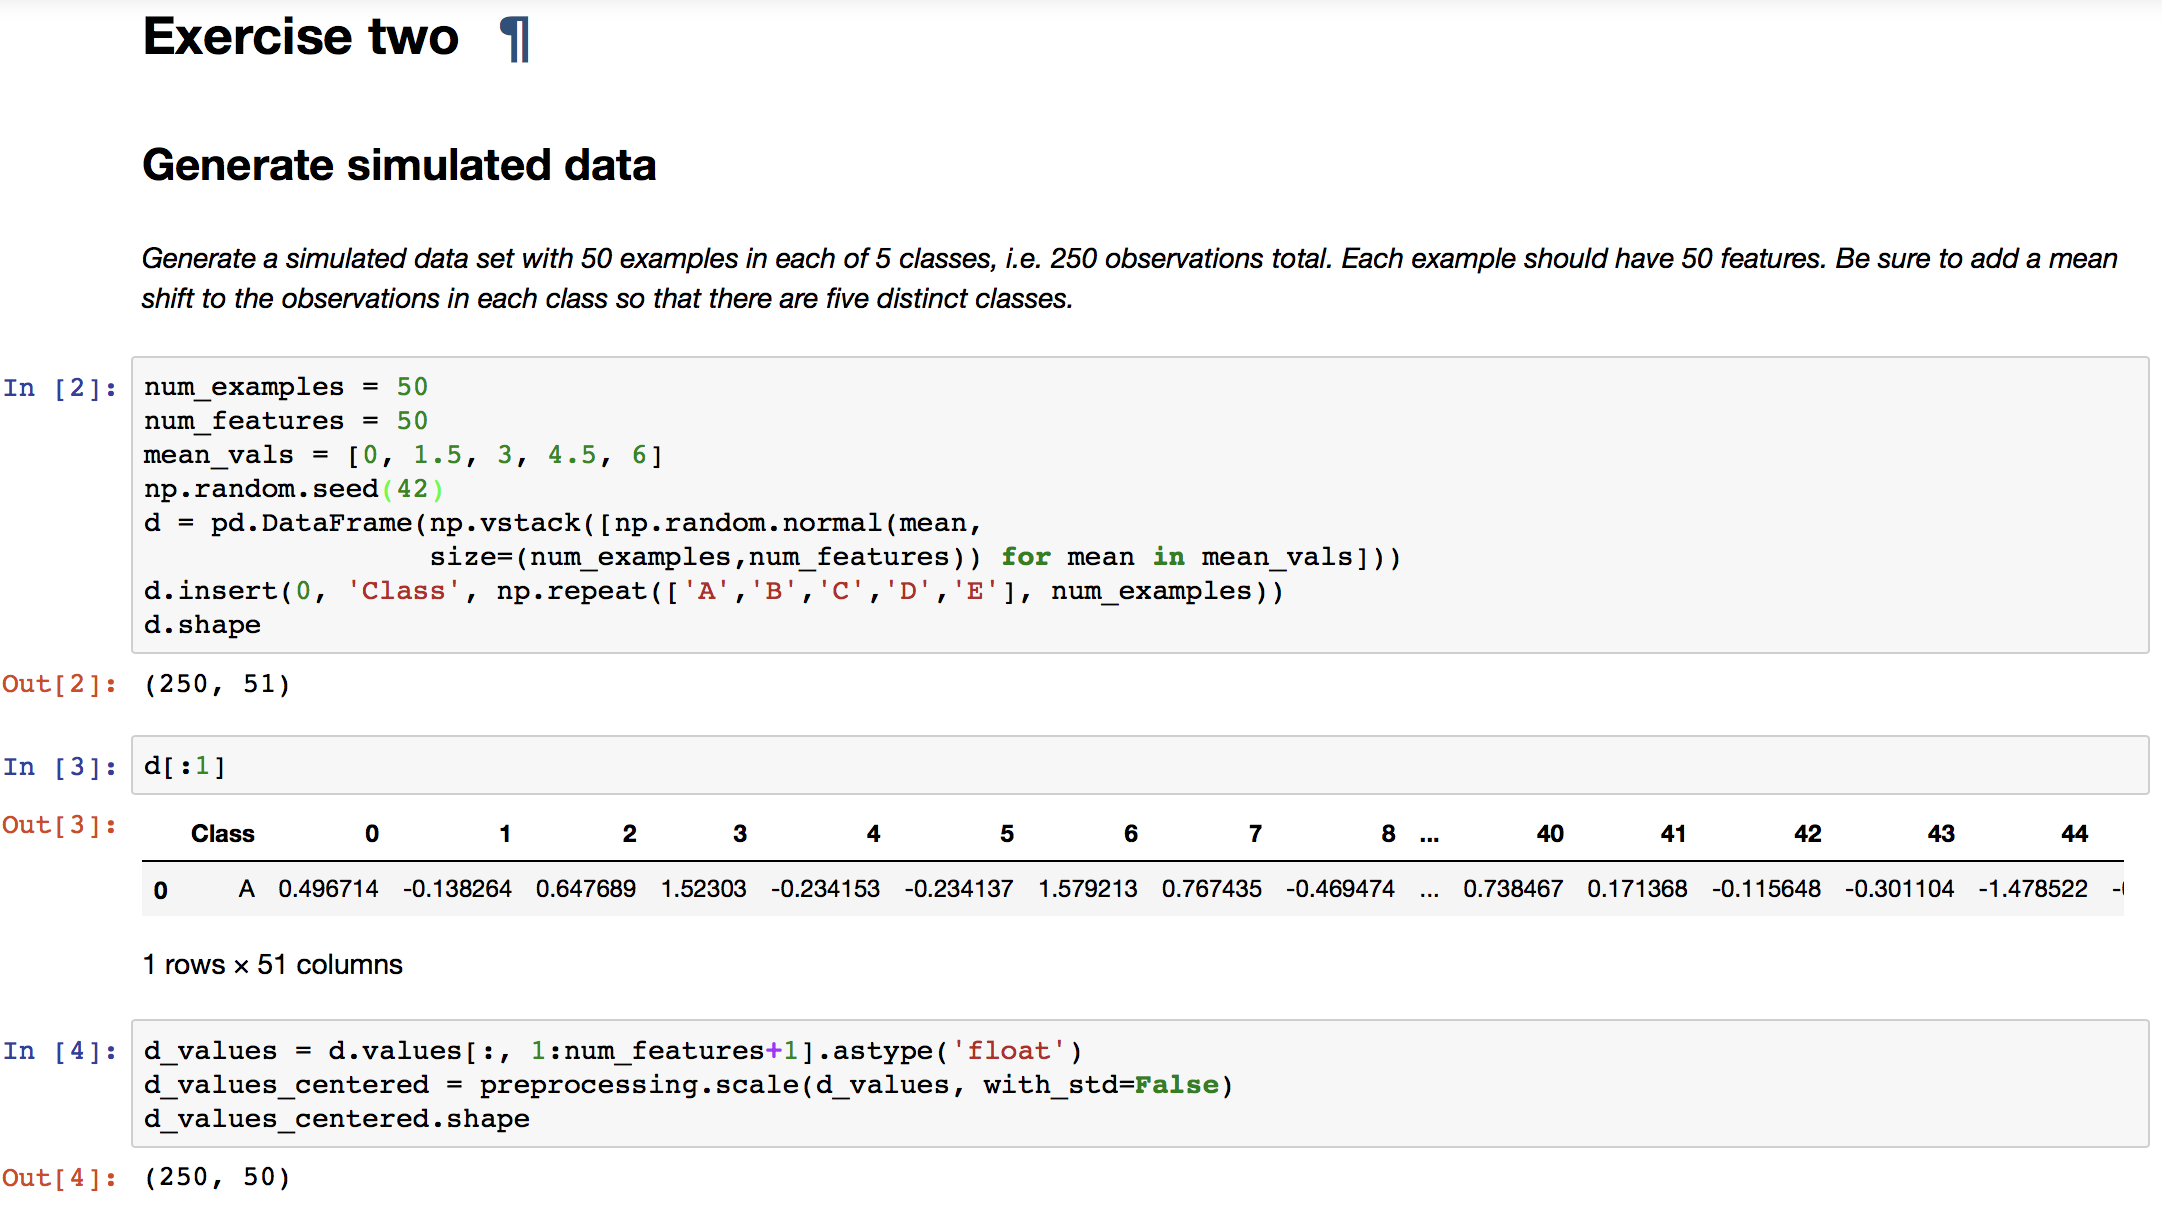 Exercise two ¶
Generate simulated data
Generate a simulated data set with 50 examples in each of 5 classes, i.e. 250 observations total. Each example should have 50 features. Be sure to add a mean
shift to the observations in each class so that there are five distinct classes.
In [2]: num_examples = 50
num_features = 50
mean_vals = [0, 1.5, 3, 4.5, 6]
np.random.seed(42)
d = pd.DataFrame(np.vstack([np.random.normal(mean,
size=(num_examples,num_features)) for mean in mean_vals]))
d.insert(0, 'Class', np.repeat(['A','B','C','D','E'], num_examples))
d.shape
Out[2]: (250, 51)
In [3]: d[:1]
Out[3]: Class 0 1 2 3 4 5 6 7 8 ... 40 41 42 43 44
0 A 0.496714 -0.138264 0.647689 1.52303 -0.234153 -0.234137 1.579213 0.767435 -0.469474 ... 0.738467 0.171368 -0.115648 -0.301104 -1.478522
1 rows × 51 columns
In [4]: d_values = d.values[:, 1:num_features+1].astype('float')
d_values_centered = preprocessing.scale(d_values, with_std=False)
d_values_centered.shape
Out[4]: (250, 50)